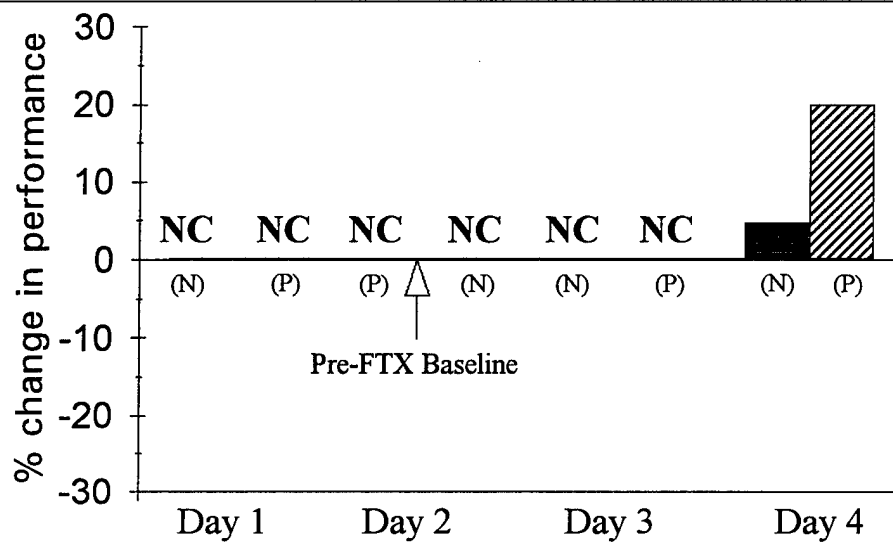 % change in performance
30
20
10
0
-10
-20
-30
NC NC NC NC NC NC
(N) (P) (P) (N) (N) (P) (N) (P)
Pre-FTX Baseline
Day 1 Day 2 Day 3 Day 4